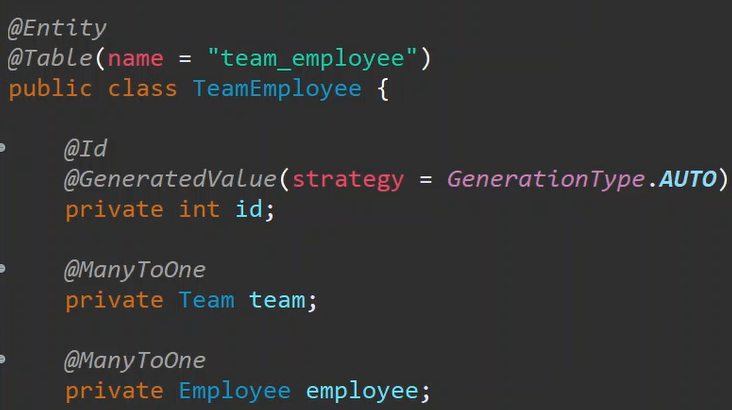 @Entity
@Table(name = "team_employee")
public class TeamEmployee {
@Id
@GeneratedValue(strategy = GenerationType.AUTO)
private int id;
@ManyToOne
private Team team;
@ManyToOne
private Employee employee;